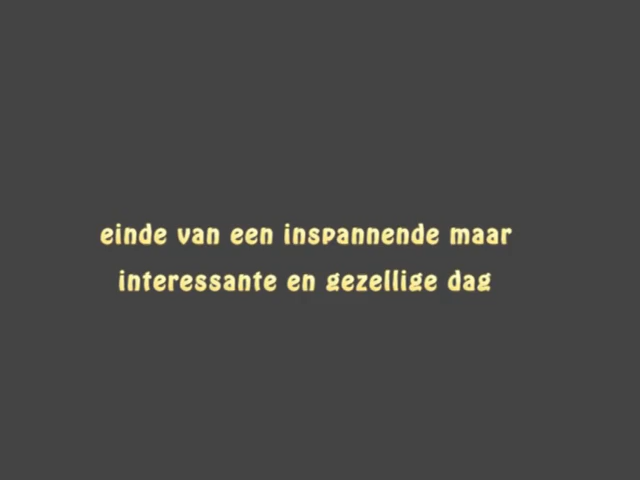 einde van een inspannende maar
interessante en gezellige dag